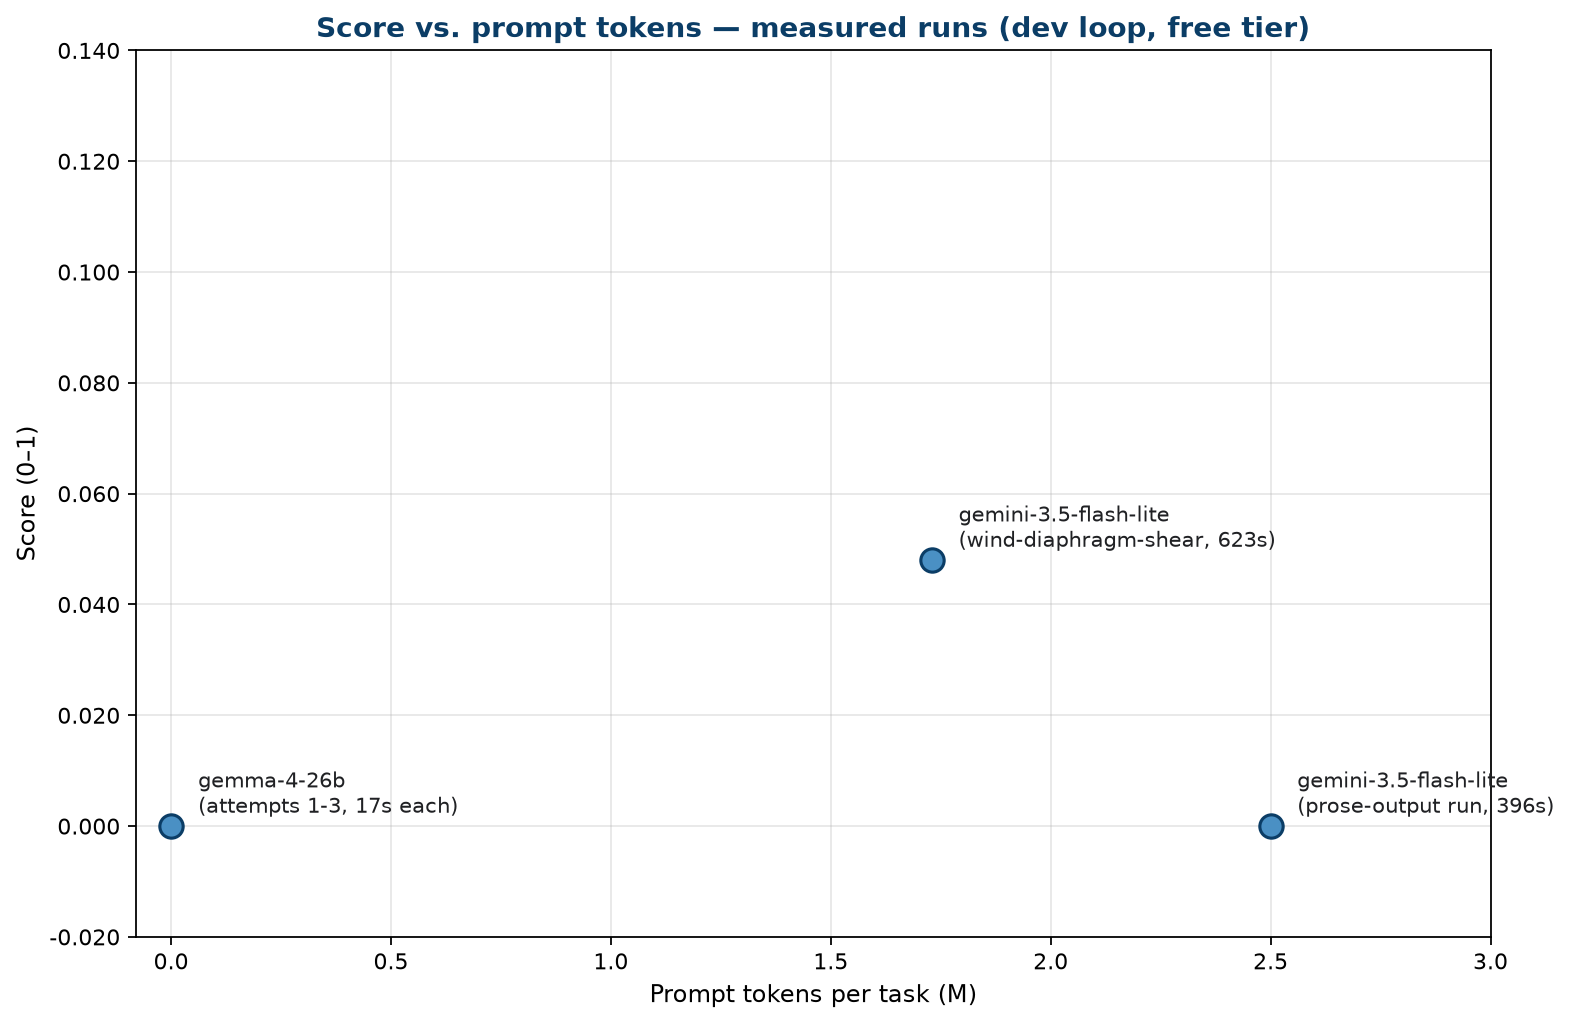 Score vs. prompt tokens — measured runs (dev loop, free tier)
0.140
0.120
0.100
0.080
0.060
0.040
0.020
0.000
-0.020
Score (0–1)
gemini-3.5-flash-lite
(wind-diaphragm-shear, 623s)
gemma-4-26b
(attempts 1-3, 17s each)
gemini-3.5-flash-lite
(prose-output run, 396s)
0.0 0.5 1.0 1.5 2.0 2.5 3.0
Prompt tokens per task (M)